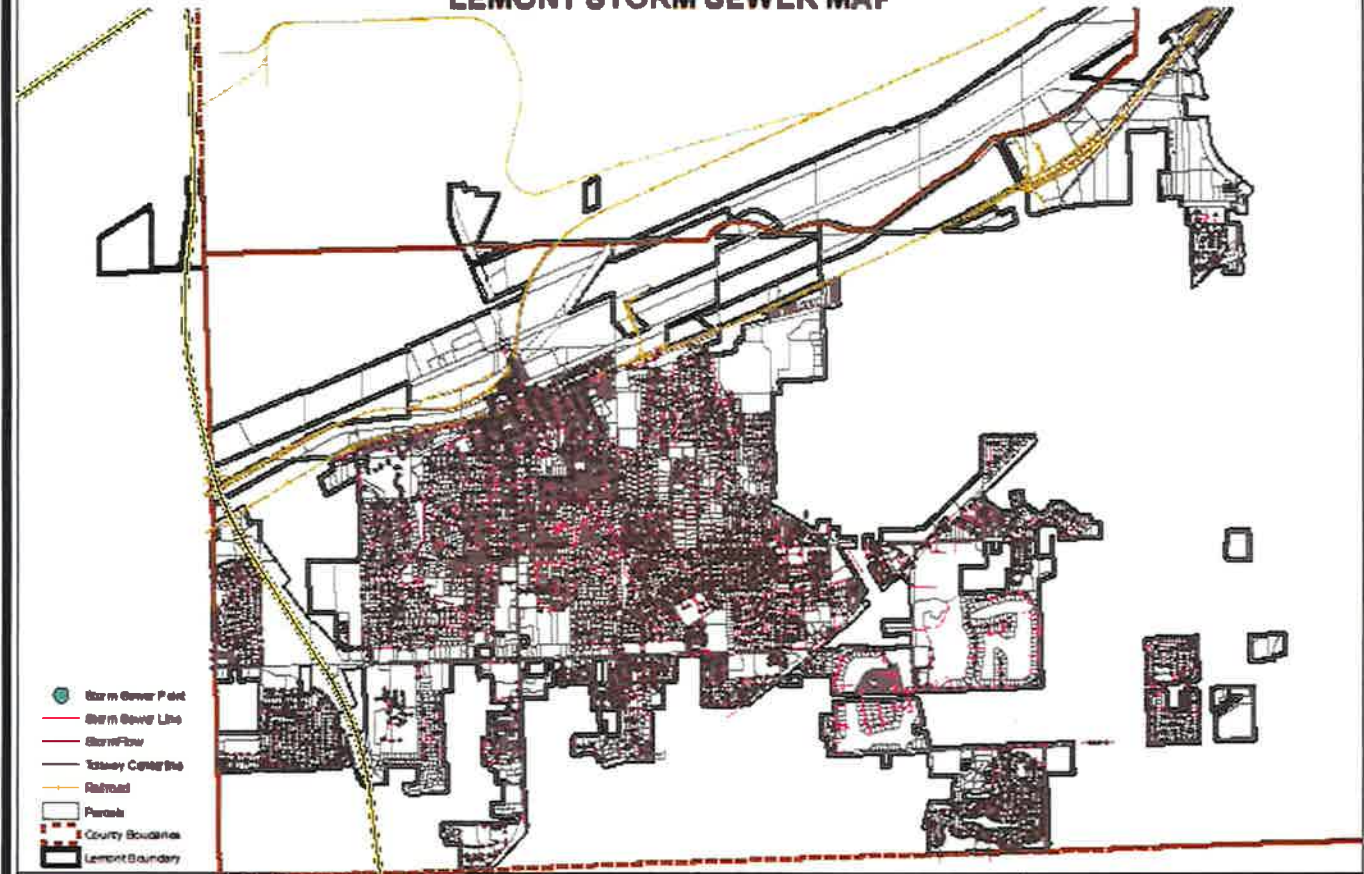 LEMONT STORM SEWER MAP
Storm Sewer Point
Storm Sewer Line
StormFlow
Tollway Centerline
Railroad
Parcels
County Boundaries
Lemont Boundary